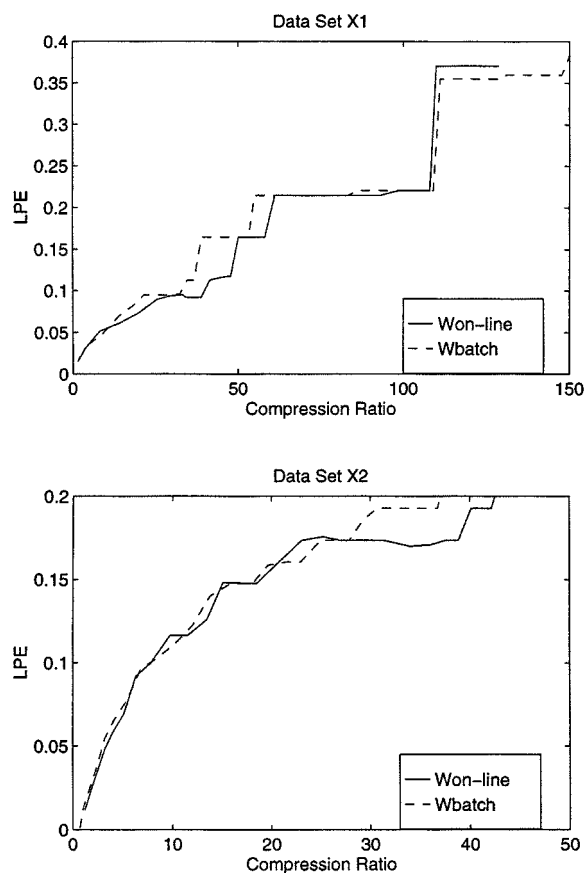 Data Set X1
0.4
0.35
0.3
0.25
0.2
0.15
0.1
0.05
0
LPE
Won-line
Wbatch
0 50 100 150
Compression Ratio
Data Set X2
0.2
0.15
0.1
0.05
0
LPE
Won-line
Wbatch
0 10 20 30 40 50
Compression Ratio